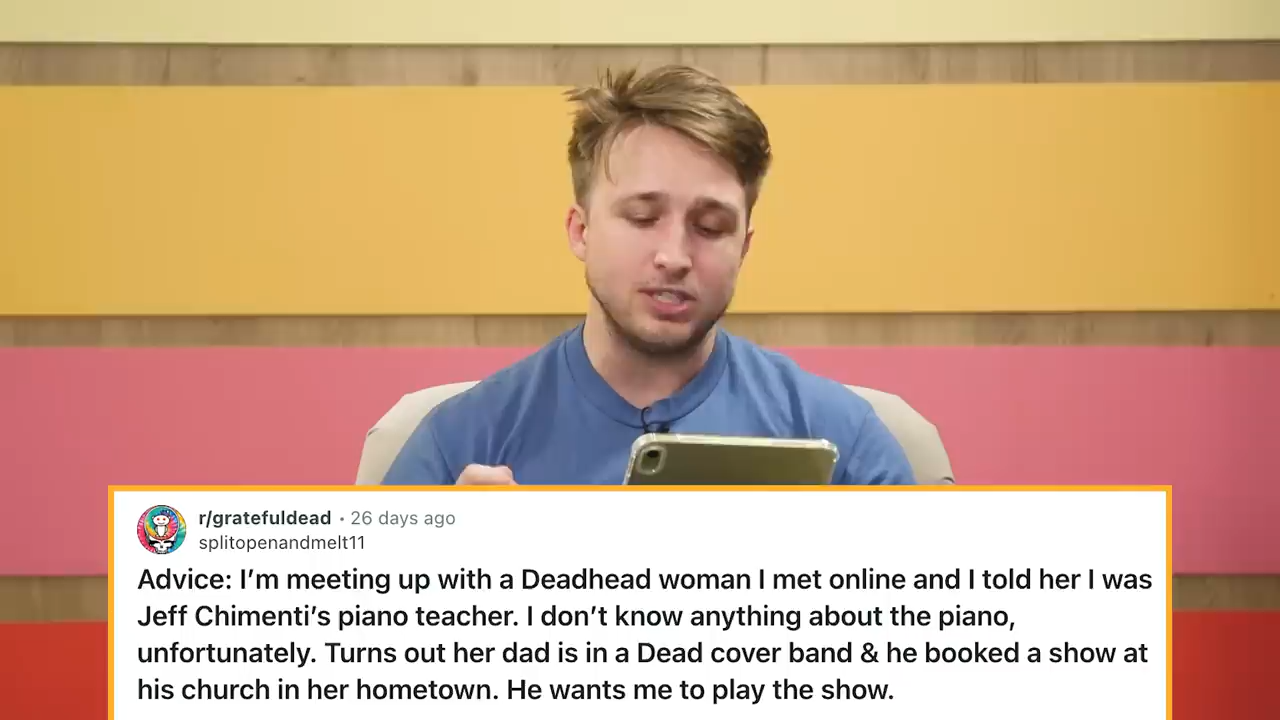 r/gratefuldead · 26 days ago
splitopenandmelt11
Advice: I’m meeting up with a Deadhead woman I met online and I told her I was
Jeff Chimenti’s piano teacher. I don’t know anything about the piano,
unfortunately. Turns out her dad is in a Dead cover band & he booked a show at
his church in her hometown. He wants me to play the show.